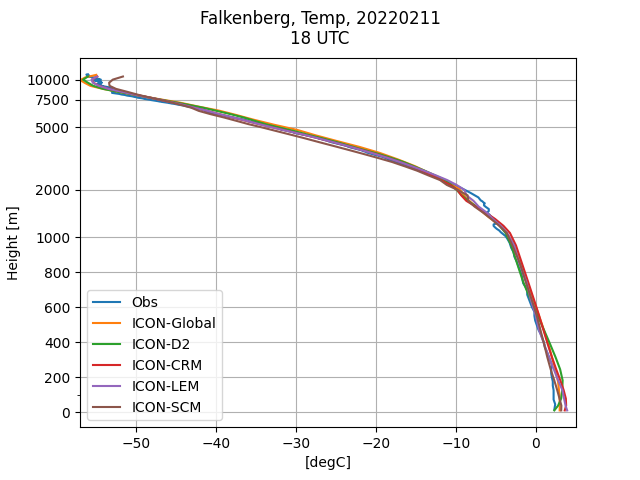 Falkenberg, Temp, 20220211
18 UTC
10000
7500
5000
2000
1000
800
600
400
200
0
Height [m]
Obs
ICON-Global
ICON-D2
ICON-CRM
ICON-LEM
ICON-SCM
−50 −40 −30 −20 −10 0
[degC]